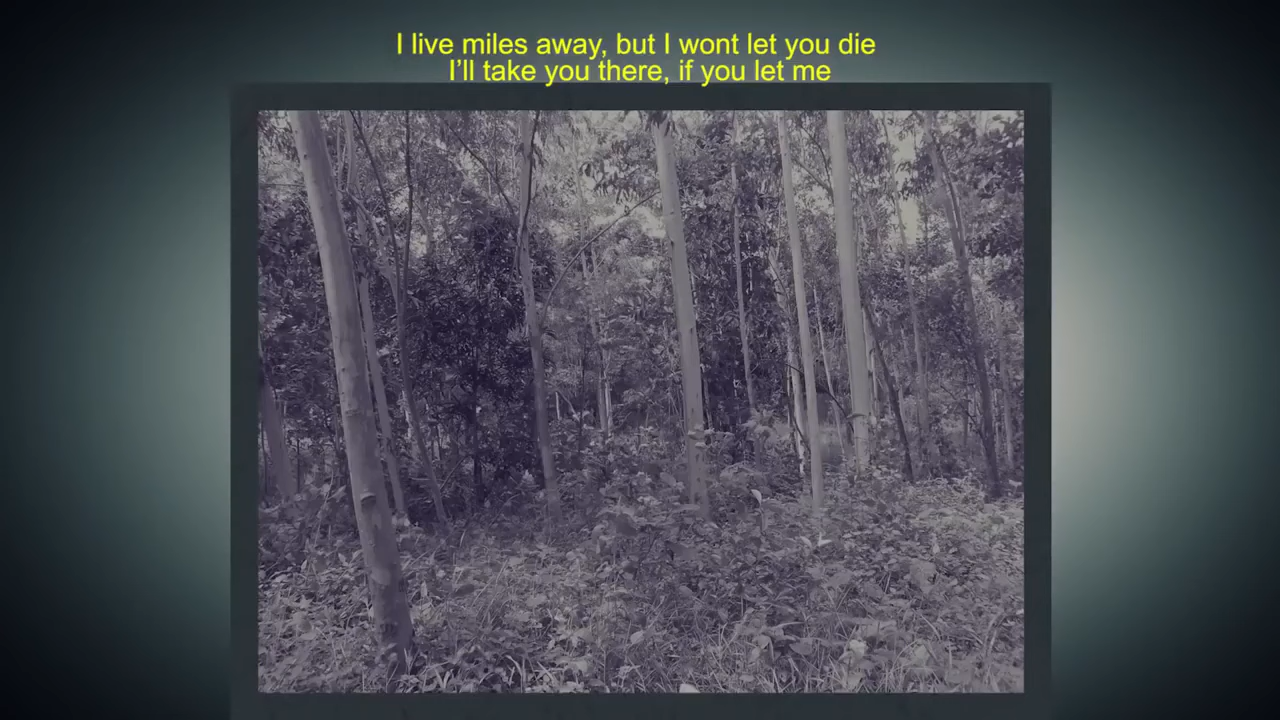 I live miles away, but I wont let you die
I’ll take you there, if you let me